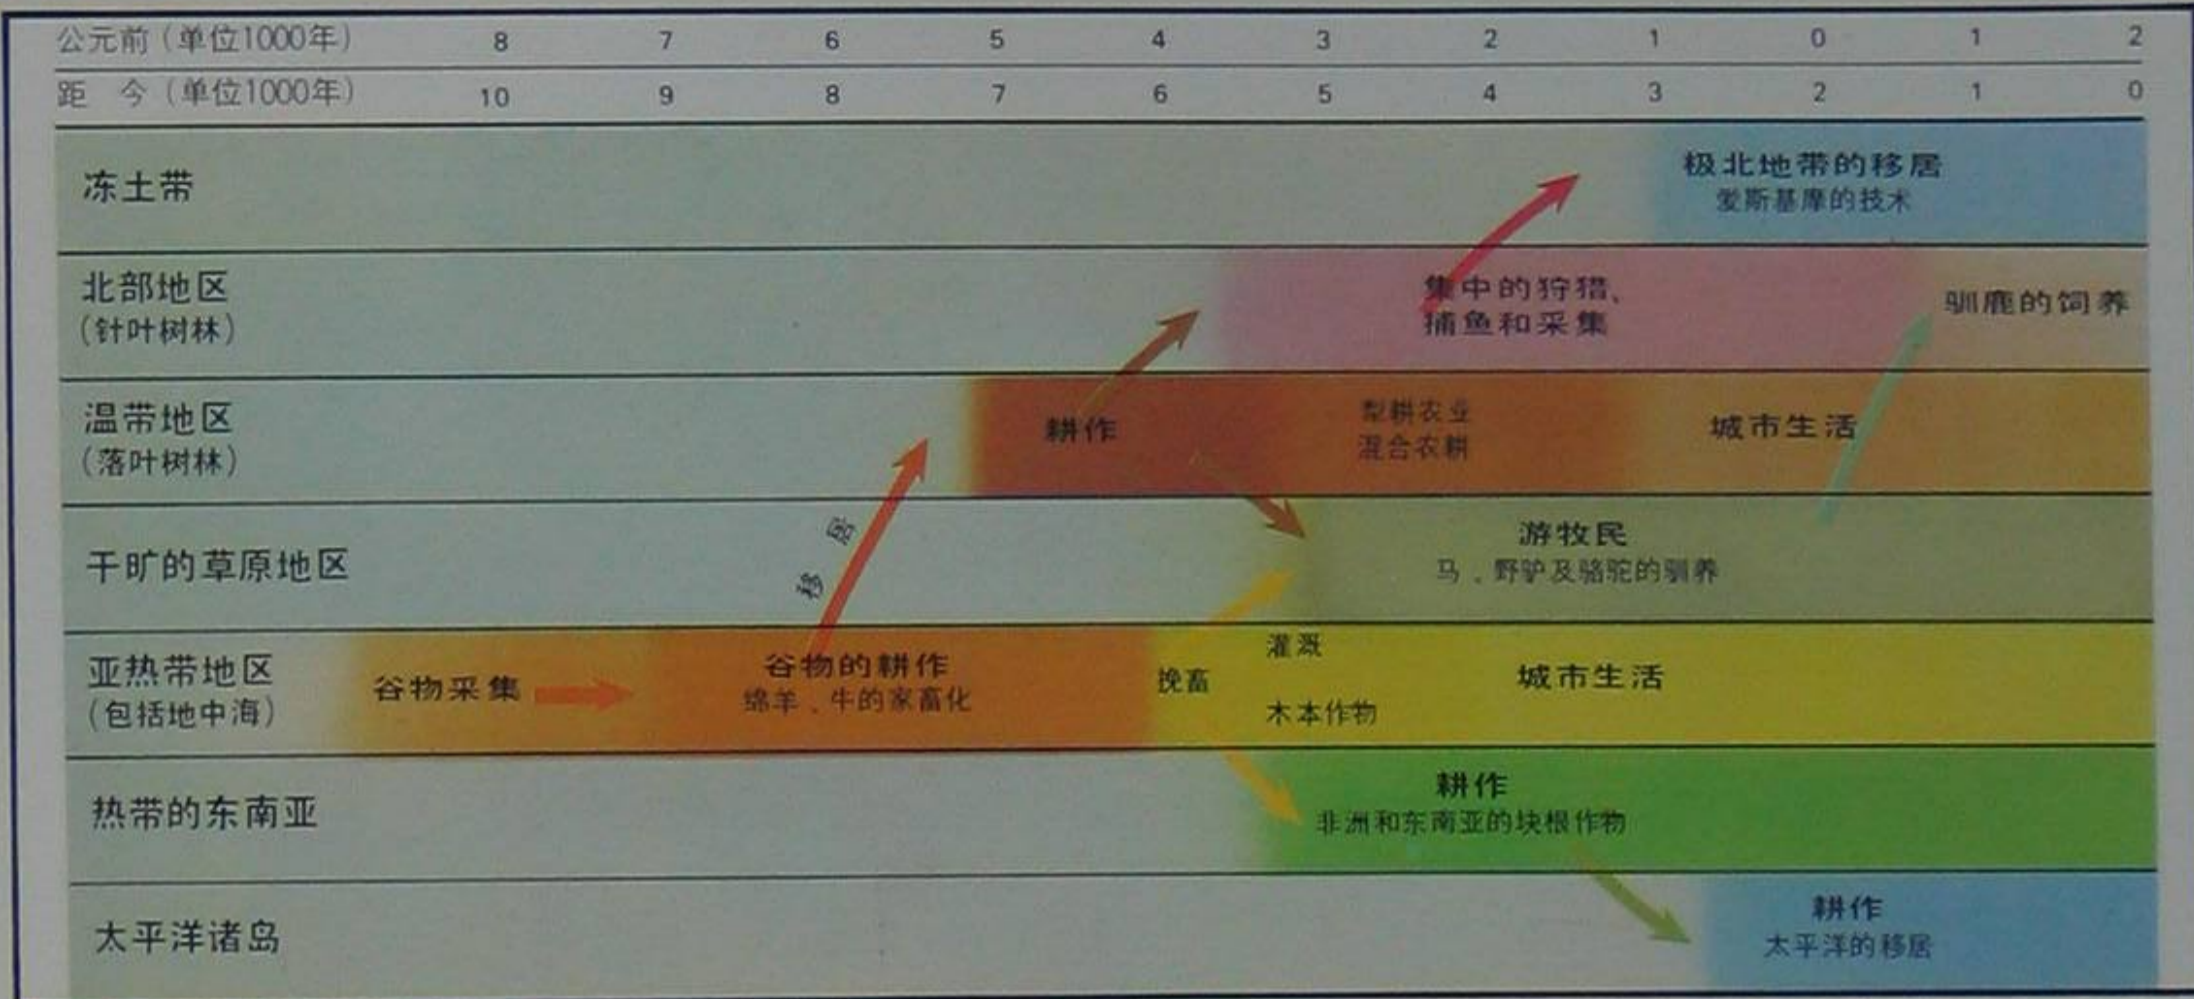 公元前（单位1000年） 8 7 6 5 4 3 2 1 0 1 2
距 今（单位1000年） 10 9 8 7 6 5 4 3 2 1 0
冻土带
极北地带的移居
爱斯基摩的技术
北部地区
（针叶树林）
集中的狩猎、
捕鱼和采集
驯鹿的饲养
温带地区
（落叶树林）
耕作
犁耕农业
混合农耕
城市生活
干旷的草原地区
移居
游牧民
马、野驴及骆驼的驯养
亚热带地区
（包括地中海）
谷物采集
谷物的耕作
绵羊、牛的家畜化
挽畜
灌溉
木本作物
城市生活
热带的东南亚
耕作
非洲和东南亚的块根作物
太平洋诸岛
耕作
太平洋的移居